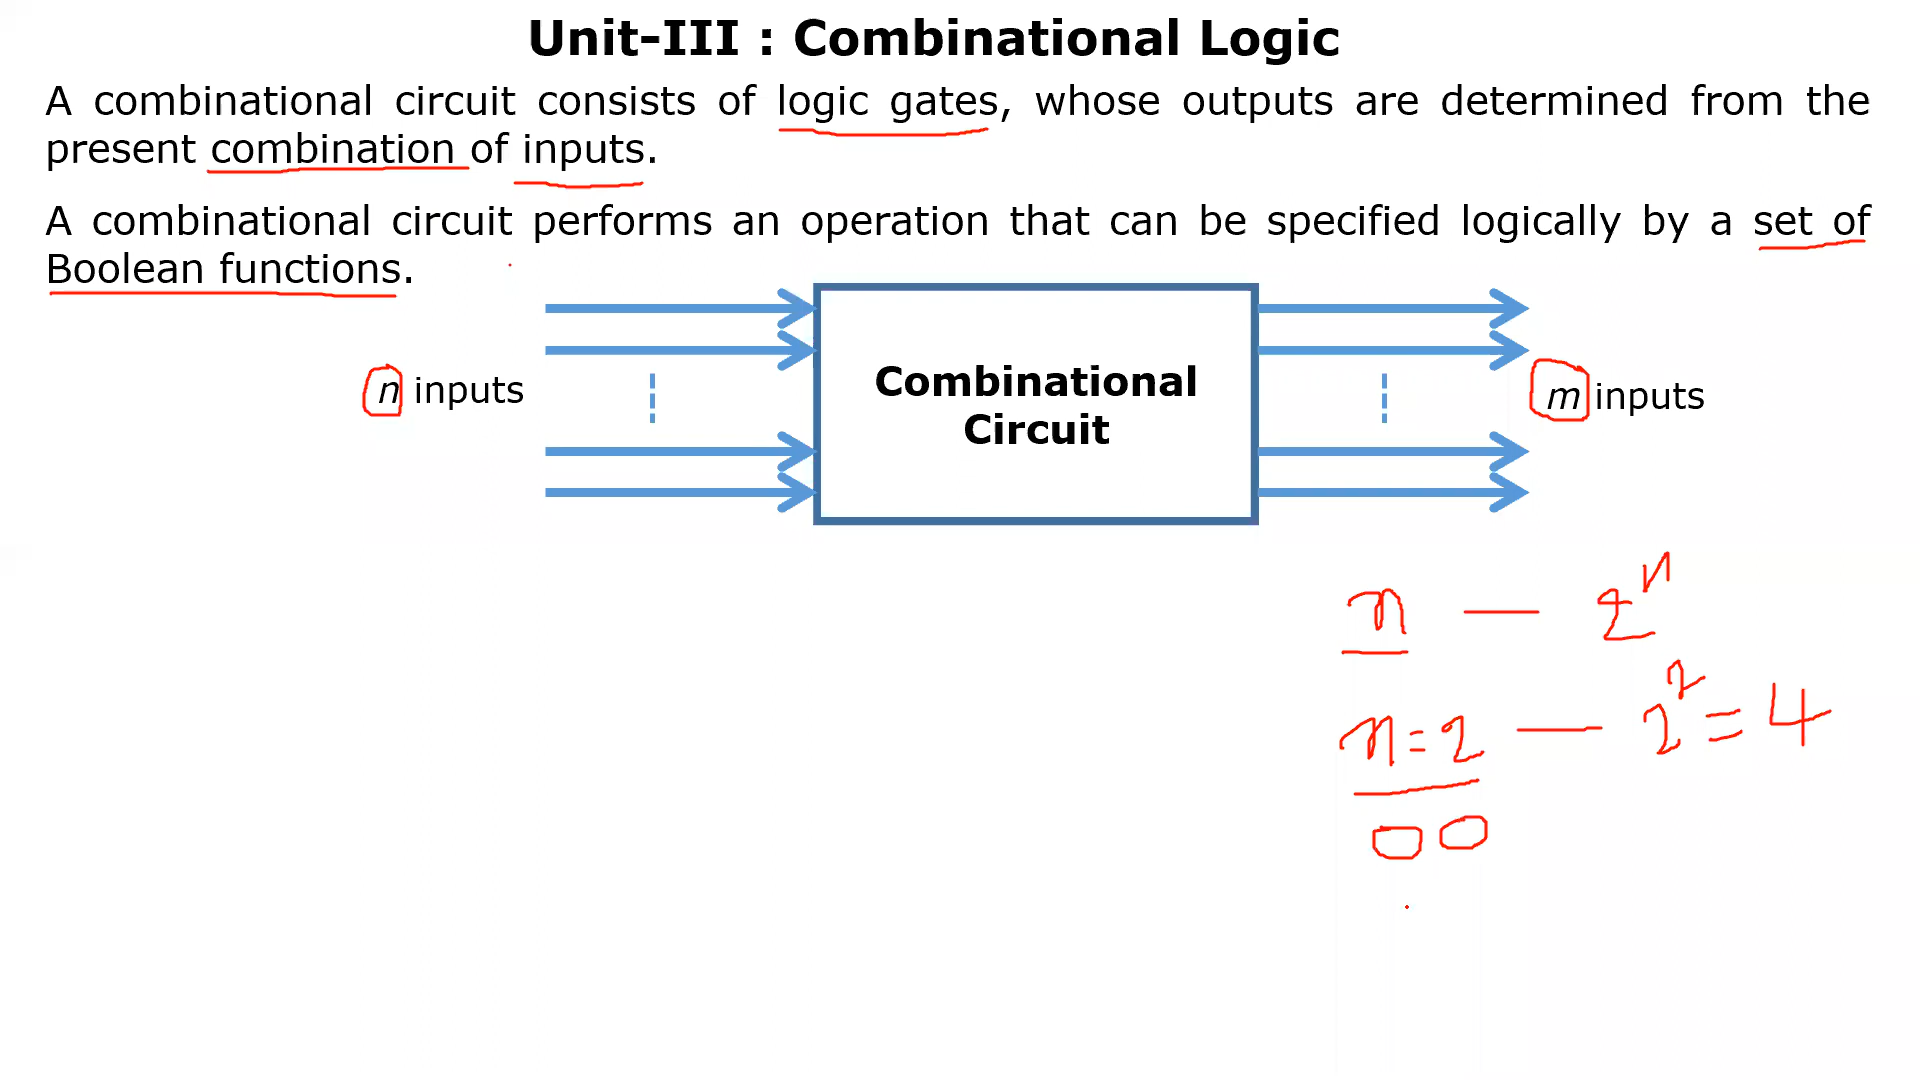 Unit-III : Combinational Logic
A combinational circuit consists of logic gates, whose outputs are determined from the
present combination of inputs.
A combinational circuit performs an operation that can be specified logically by a set of
Boolean functions.
n inputs
Combinational
Circuit
m inputs
n — 2^n
n = 2 — 2^2 = 4
00